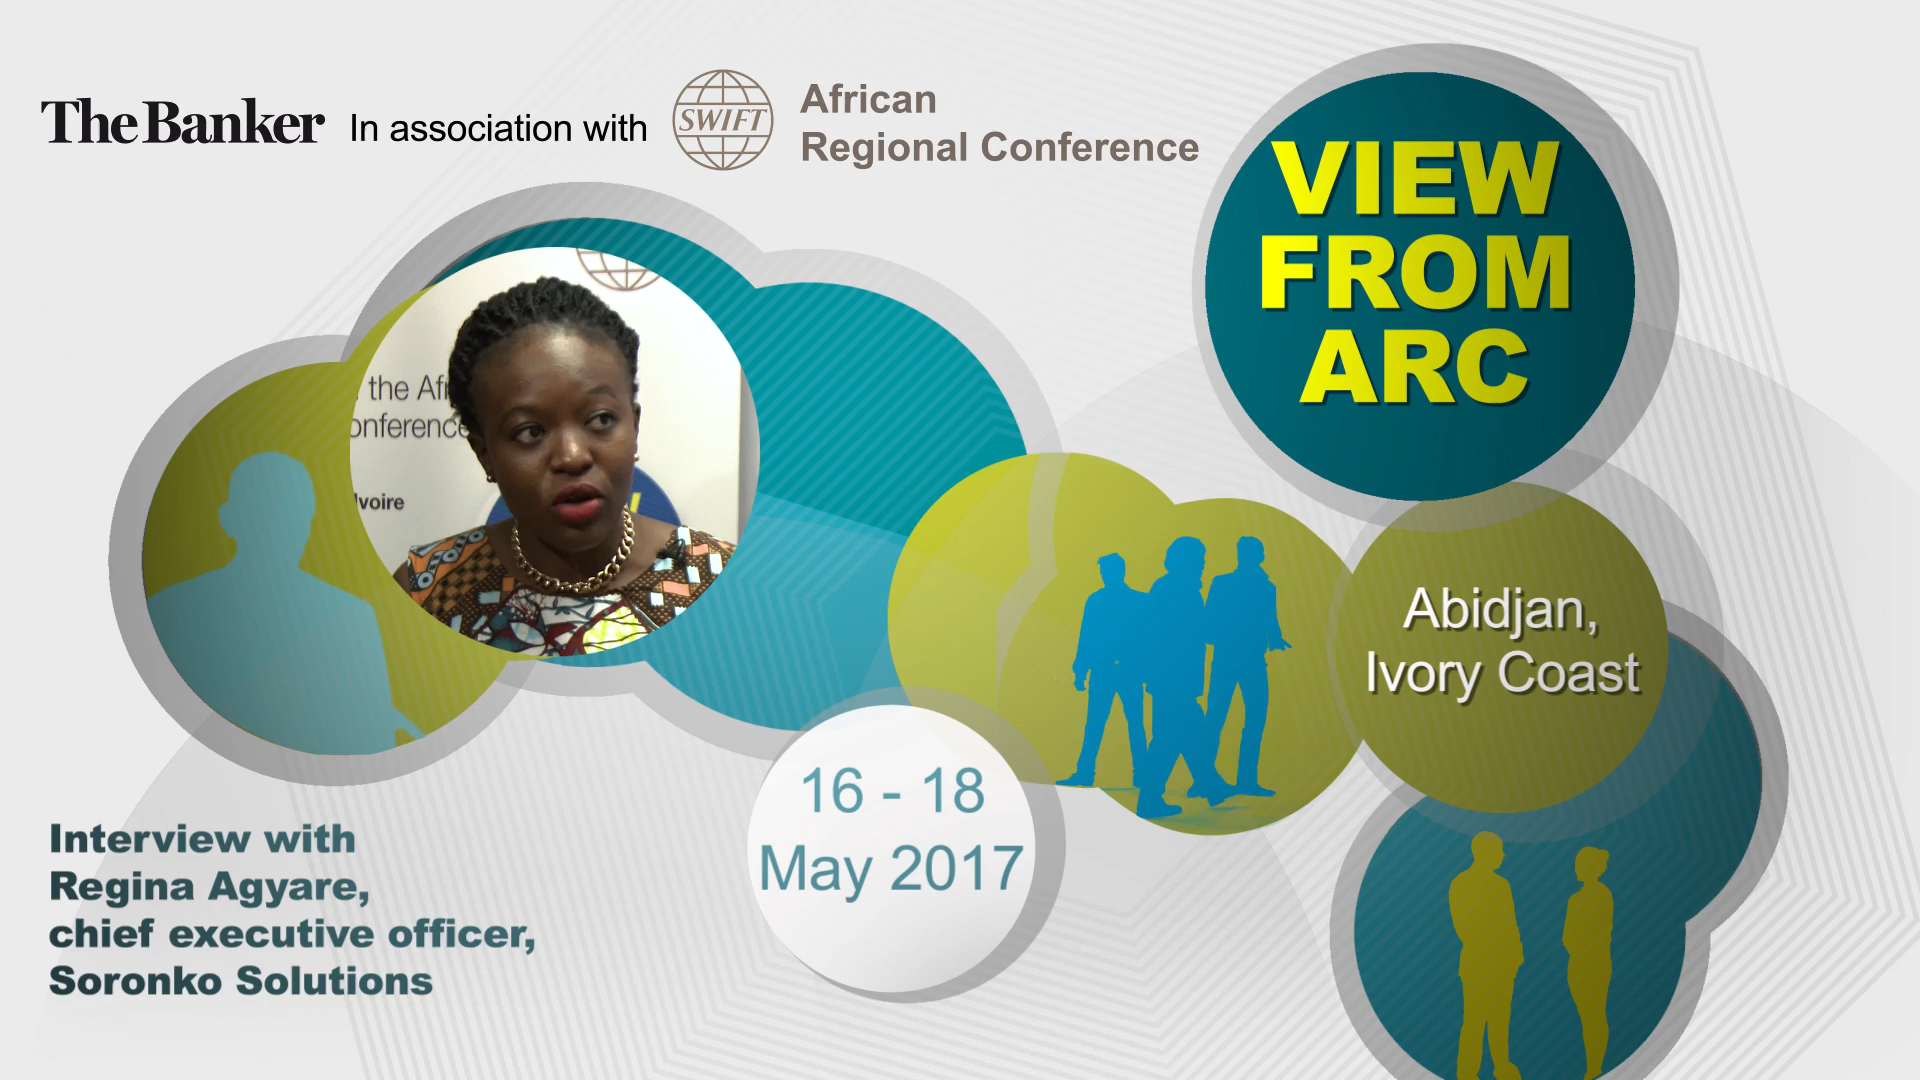 The Banker In association with SWIFT African
Regional Conference
VIEW
FROM
ARC
the Af
onference
Ivoire
Abidjan,
Ivory Coast
16 - 18
May 2017
Interview with
Regina Agyare,
chief executive officer,
Soronko Solutions